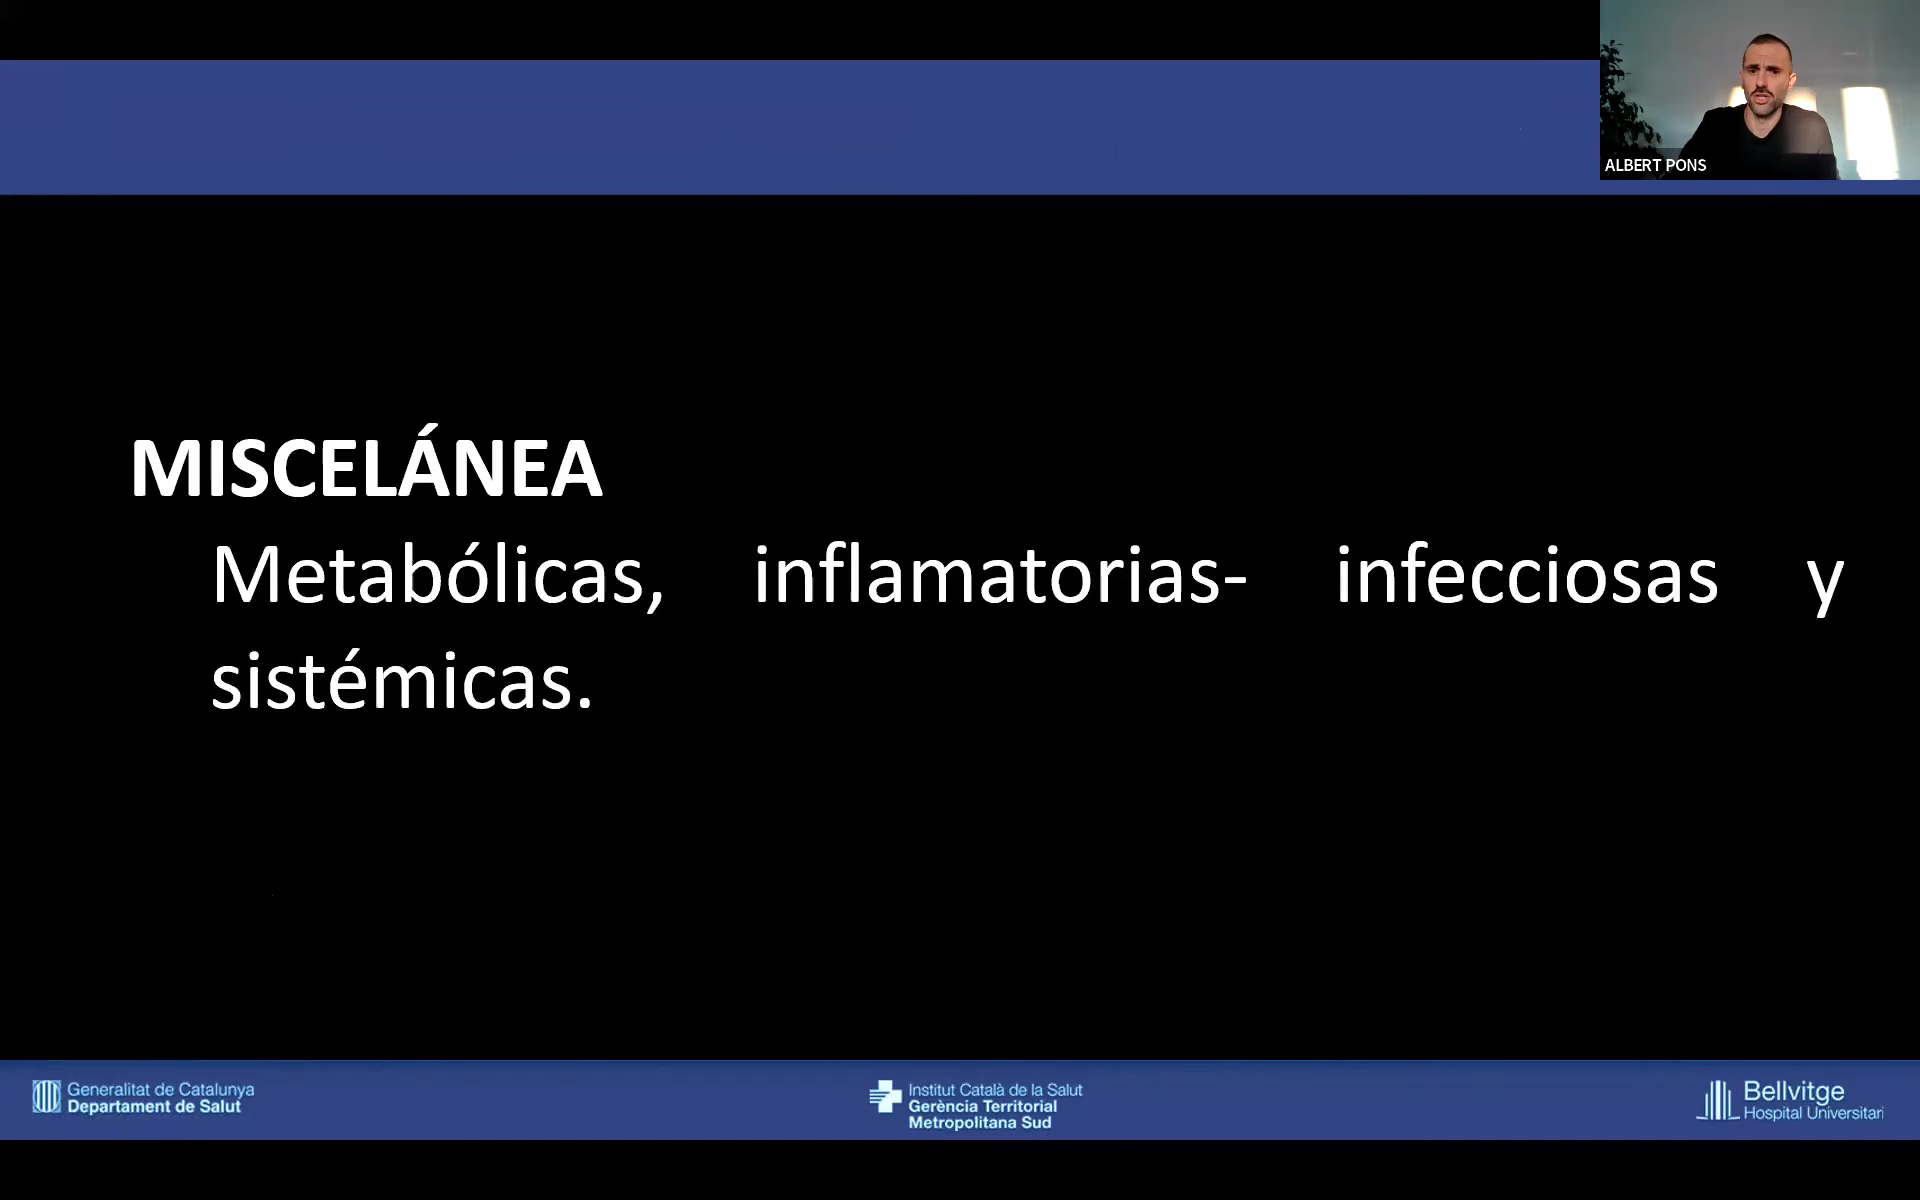 ALBERT PONS
MISCELÁNEA
Metabólicas, inflamatorias- infecciosas y
sistémicas.
Generalitat de Catalunya
Departament de Salut
Institut Català de la Salut
Gerència Territorial
Metropolitana Sud
Bellvitge
Hospital Universitari